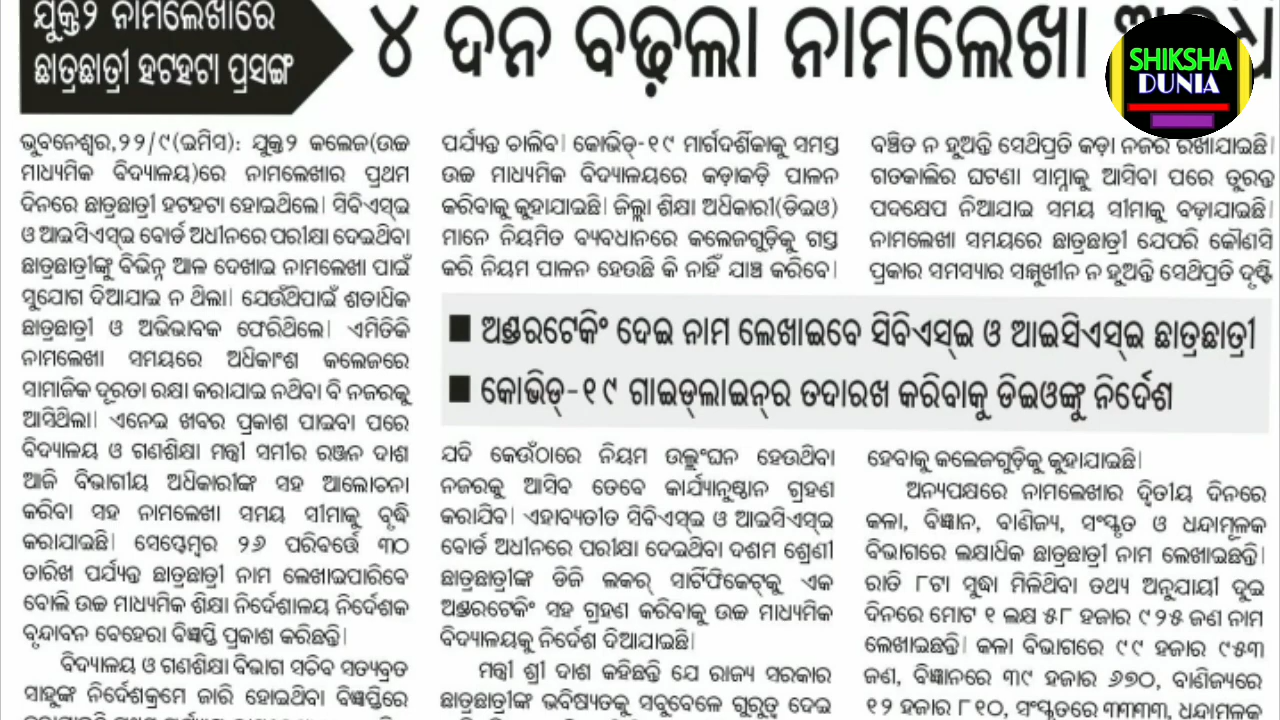 ଯୁକ୍ତ୨ ନାମଲେଖାରେ
ଛାତ୍ରଛାତ୍ରୀ ହଟହଟା ପ୍ରସଙ୍ଗ
୪ ଦିନ ବଢ଼ିଲା ନାମଲେଖା
SHIKSHA
DUNIA
ଭୁବନେଶ୍ୱର,୨୨/୯(ଇମିସ): ଯୁକ୍ତ୨ କଲେଜ(ଉଚ୍ଚ
ମାଧ୍ୟମିକ ବିଦ୍ୟାଳୟ)ରେ ନାମଲେଖାର ପ୍ରଥମ
ଦିନରେ ଛାତ୍ରଛାତ୍ରୀ ହଟହଟା ହୋଇଥିଲେ। ସିବିଏସ୍‌ଇ
ଓ ଆଇସିଏସ୍‌ଇ ବୋର୍ଡ ଅଧୀନରେ ପରୀକ୍ଷା ଦେଇଥିବା
ଛାତ୍ରଛାତ୍ରୀଙ୍କୁ ବିଭିନ୍ନ ଆଳ ଦେଖାଇ ନାମଲେଖା ପାଇଁ
ସୁଯୋଗ ଦିଆଯାଇ ନ ଥିଲା। ଯେଉଁଥିପାଇଁ ଶତାଧିକ
ଛାତ୍ରଛାତ୍ରୀ ଓ ଅଭିଭାବକ ଫେରିଥିଲେ। ଏମିତିକି
ନାମଲେଖା ସମୟରେ ଅଧିକାଂଶ କଲେଜରେ
ସାମାଜିକ ଦୂରତା ରକ୍ଷା କରାଯାଇ ନଥିବା ବି ନଜରକୁ
ଆସିଥିଲା। ଏନେଇ ଖବର ପ୍ରକାଶ ପାଇବା ପରେ
ବିଦ୍ୟାଳୟ ଓ ଗଣଶିକ୍ଷା ମନ୍ତ୍ରୀ ସମୀର ରଞ୍ଜନ ଦାଶ
ଆଜି ବିଭାଗୀୟ ଅଧିକାରୀଙ୍କ ସହ ଆଲୋଚନା
କରିବା ସହ ନାମଲେଖା ସମୟ ସୀମାକୁ ବୃଦ୍ଧି
କରାଯାଇଛି। ସେପ୍ଟେମ୍ବର ୨୬ ପରିବର୍ତ୍ତେ ୩୦
ତାରିଖ ପର୍ଯ୍ୟନ୍ତ ଛାତ୍ରଛାତ୍ରୀ ନାମ ଲେଖାଇପାରିବେ
ବୋଲି ଉଚ୍ଚ ମାଧ୍ୟମିକ ଶିକ୍ଷା ନିର୍ଦେଶାଳୟ ନିର୍ଦେଶକ
ବୃନ୍ଦାବନ ବେହେରା ବିଜ୍ଞପ୍ତି ପ୍ରକାଶ କରିଛନ୍ତି।
ବିଦ୍ୟାଳୟ ଓ ଗଣଶିକ୍ଷା ବିଭାଗ ସଚିବ ସତ୍ୟବ୍ରତ
ସାହୁଙ୍କ ନିର୍ଦେଶକ୍ରମେ ଜାରି ହୋଇଥିବା ବିଜ୍ଞପ୍ତିରେ
ପର୍ଯ୍ୟନ୍ତ ଚାଲିବ। କୋଭିଡ୍-୧୯ ମାର୍ଗଦର୍ଶିକାକୁ ସମସ୍ତ
ଉଚ୍ଚ ମାଧ୍ୟମିକ ବିଦ୍ୟାଳୟରେ କଡ଼ାକଡ଼ି ପାଳନ
କରିବାକୁ କୁହାଯାଇଛି। ଜିଲ୍ଲା ଶିକ୍ଷା ଅଧିକାରୀ(ଡିଇଓ)
ମାନେ ନିୟମିତ ବ୍ୟବଧାନରେ କଲେଜଗୁଡ଼ିକୁ ଗସ୍ତ
କରି ନିୟମ ପାଳନ ହେଉଛି କି ନାହିଁ ଯାଞ୍ଚ କରିବେ।
ବଞ୍ଚିତ ନ ହୁଅନ୍ତି ସେଥିପ୍ରତି କଡ଼ା ନଜର ରଖାଯାଇଛି।
ଗତକାଲିର ଘଟଣା ସାମ୍ନାକୁ ଆସିବା ପରେ ତୁରନ୍ତ
ପଦକ୍ଷେପ ନିଆଯାଇ ସମୟ ସୀମାକୁ ବଢ଼ାଯାଇଛି।
ନାମଲେଖା ସମୟରେ ଛାତ୍ରଛାତ୍ରୀ ଯେପରି କୌଣସି
ପ୍ରକାର ସମସ୍ୟାର ସମ୍ମୁଖୀନ ନ ହୁଅନ୍ତି ସେଥିପ୍ରତି ଦୃଷ୍ଟି
■ ଅଣ୍ଡରଟେକିଂ ଦେଇ ନାମ ଲେଖାଇବେ ସିବିଏସ୍‌ଇ ଓ ଆଇସିଏସ୍‌ଇ ଛାତ୍ରଛାତ୍ରୀ
■ କୋଭିଡ୍-୧୯ ଗାଇଡ୍‌ଲାଇନ୍‌ର ତଦାରଖ କରିବାକୁ ଡିଇଓଙ୍କୁ ନିର୍ଦେଶ
ଯଦି କେଉଁଠାରେ ନିୟମ ଉଲ୍ଲଂଘନ ହେଉଥିବା
ନଜରକୁ ଆସିବ ତେବେ କାର୍ଯ୍ୟାନୁଷ୍ଠାନ ଗ୍ରହଣ
କରାଯିବ। ଏହାବ୍ୟତୀତ ସିବିଏସ୍‌ଇ ଓ ଆଇସିଏସ୍‌ଇ
ବୋର୍ଡ ଅଧୀନରେ ପରୀକ୍ଷା ଦେଇଥିବା ଦଶମ ଶ୍ରେଣୀ
ଛାତ୍ରଛାତ୍ରୀଙ୍କ ଡିଜି ଲକର୍ ସାର୍ଟିଫିକେଟ୍‌କୁ ଏକ
ଅଣ୍ଡରଟେକିଂ ସହ ଗ୍ରହଣ କରିବାକୁ ଉଚ୍ଚ ମାଧ୍ୟମିକ
ବିଦ୍ୟାଳୟକୁ ନିର୍ଦେଶ ଦିଆଯାଇଛି।
ମନ୍ତ୍ରୀ ଶ୍ରୀ ଦାଶ କହିଛନ୍ତି ଯେ ରାଜ୍ୟ ସରକାର
ଛାତ୍ରଛାତ୍ରୀଙ୍କ ଭବିଷ୍ୟତକୁ ସବୁବେଳେ ଗୁରୁତ୍ୱ ଦେଇ
ହେବାକୁ କଲେଜଗୁଡ଼ିକୁ କୁହାଯାଇଛି।
ଅନ୍ୟପକ୍ଷରେ ନାମଲେଖାର ଦ୍ୱିତୀୟ ଦିନରେ
କଳା, ବିଜ୍ଞାନ, ବାଣିଜ୍ୟ, ସଂସ୍କୃତ ଓ ଧନ୍ଦାମୂଳକ
ବିଭାଗରେ ଲକ୍ଷାଧିକ ଛାତ୍ରଛାତ୍ରୀ ନାମ ଲେଖାଇଛନ୍ତି।
ରାତି ୮ଟା ସୁଦ୍ଧା ମିଳିଥିବା ତଥ୍ୟ ଅନୁଯାୟୀ ଦୁଇ
ଦିନରେ ମୋଟ ୧ ଲକ୍ଷ ୫୮ ହଜାର ୯୨୫ ଜଣ ନାମ
ଲେଖାଇଛନ୍ତି। କଳା ବିଭାଗରେ ୯୯ ହଜାର ୯୫୩
ଜଣ, ବିଜ୍ଞାନରେ ୩୯ ହଜାର ୬୭୦, ବାଣିଜ୍ୟରେ
୧୨ ହଜାର ୮୧୦, ସଂସ୍କୃତରେ ୩୩୩୩, ଧନ୍ଦାମୂଳକ